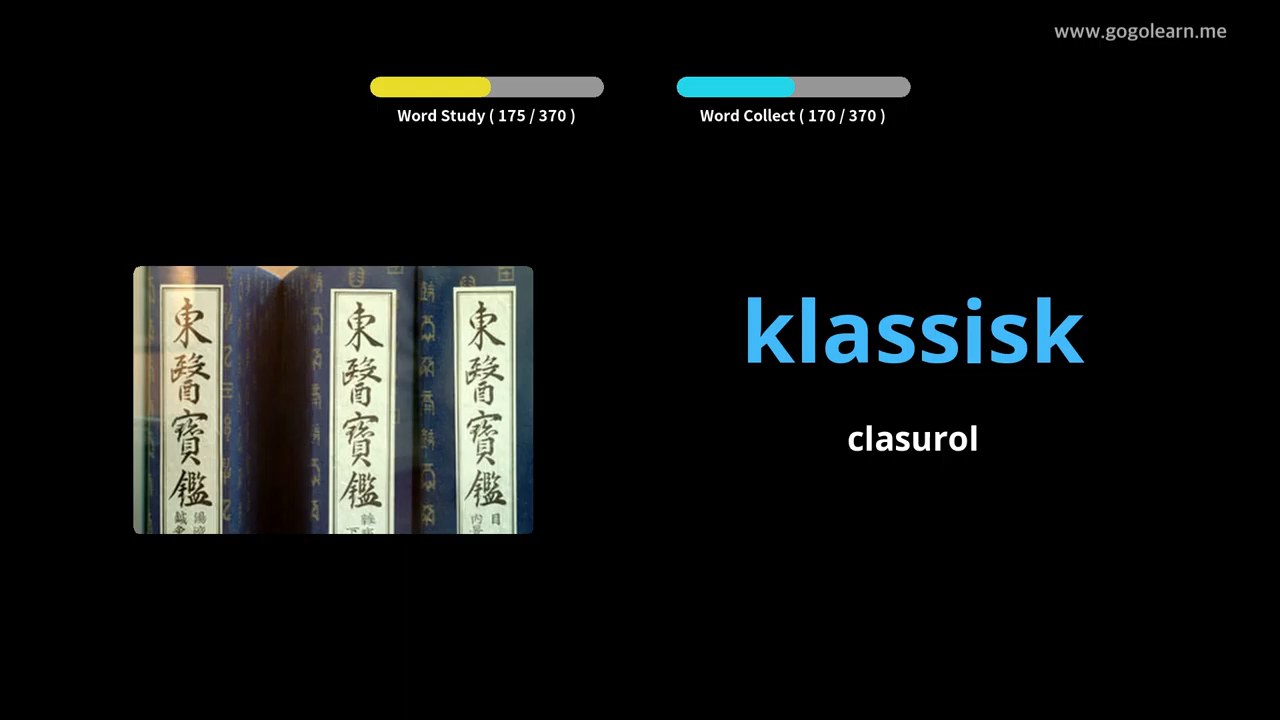 www.gogolearn.me
Word Study ( 175 / 370 )
Word Collect ( 170 / 370 )
東醫寶鑑
東醫寶鑑
東醫寶鑑
klassisk
clasurol